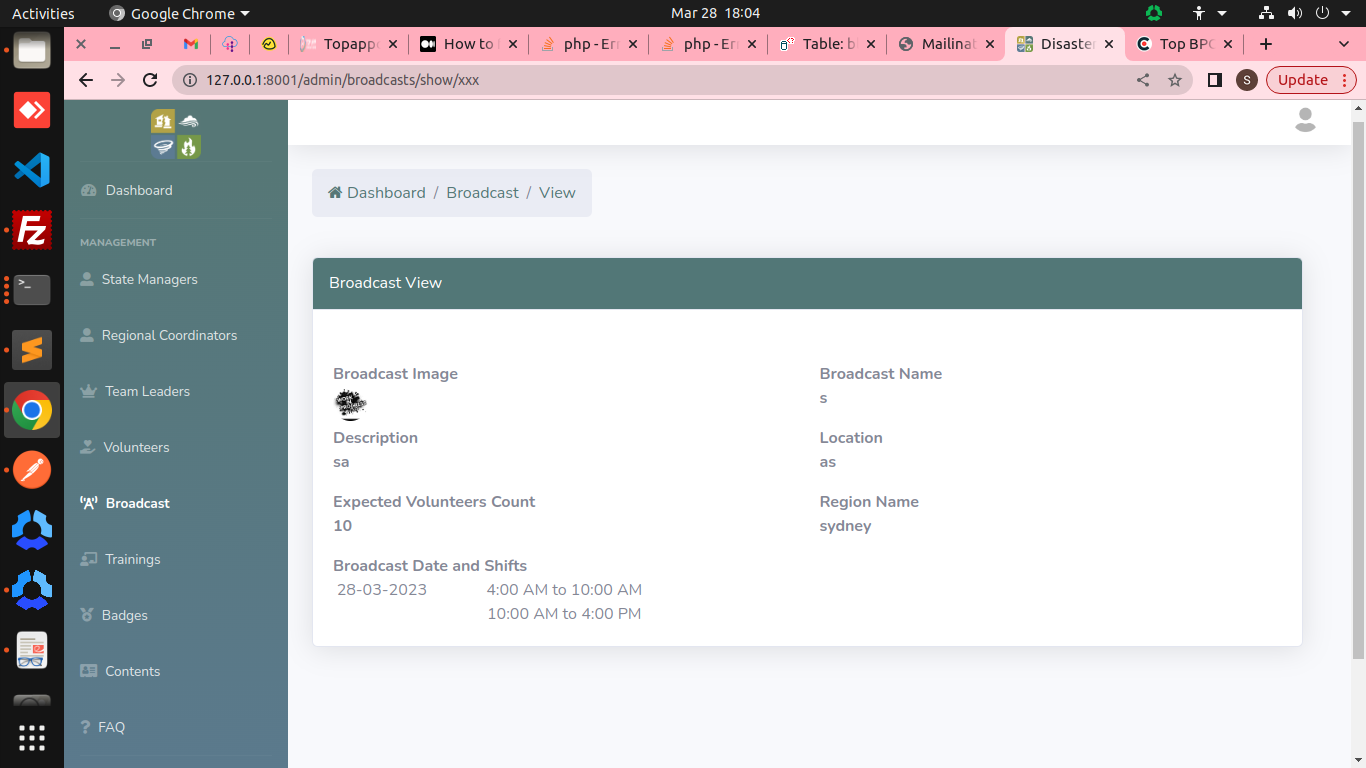 Activities
Google Chrome
Mar 28 18:04
Topappo
How to
php - Err
php - Err
Table: b
Mailinat
Disaster
Top BPO
127.0.0.1:8001/admin/broadcasts/show/xxx
S
Update
Dashboard
MANAGEMENT
State Managers
Regional Coordinators
Team Leaders
Volunteers
Broadcast
Trainings
Badges
Contents
FAQ
Dashboard / Broadcast / View
Broadcast View
Broadcast Image
Broadcast Name
s
Description
sa
Location
as
Expected Volunteers Count
10
Region Name
sydney
Broadcast Date and Shifts
28-03-2023 4:00 AM to 10:00 AM
10:00 AM to 4:00 PM